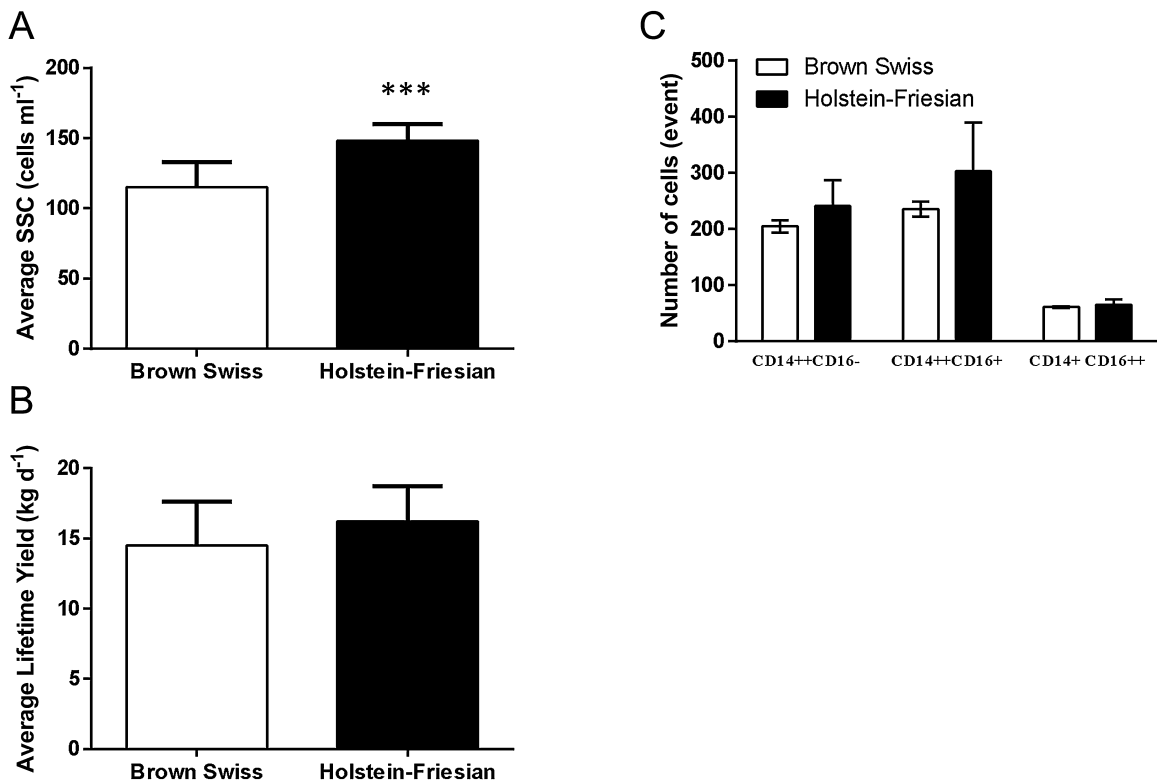 A
Average SSC (cells ml-1)
200
150
100
50
0
***
Brown Swiss
Holstein-Friesian
B
Average Lifetime Yield (kg d-1)
20
15
10
5
0
Brown Swiss
Holstein-Friesian
C
Number of cells (event)
500
400
300
200
100
0
Brown Swiss
Holstein-Friesian
CD14++CD16-
CD14++CD16+
CD14+ CD16++